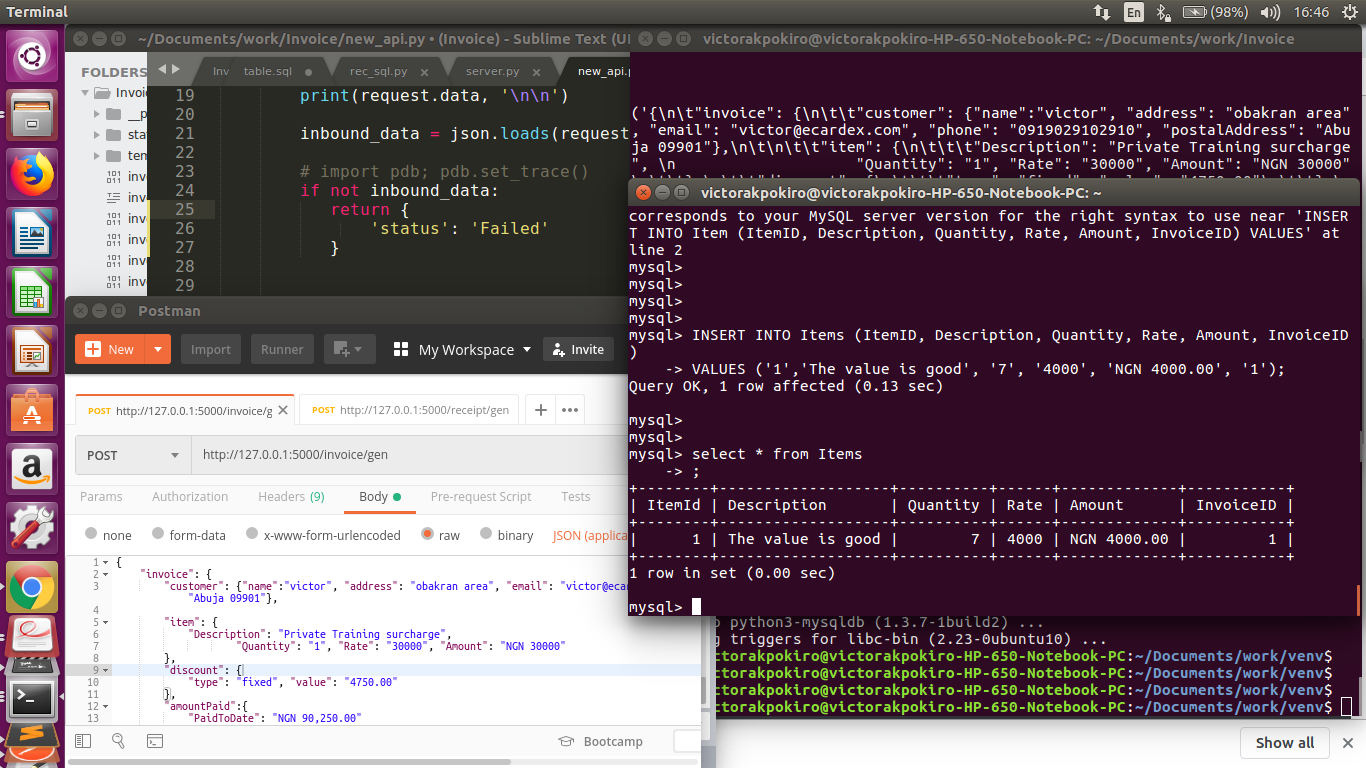 Terminal
En
(98%)
16:46
~/Documents/work/Invoice/new_api.py • (Invoice) - Sublime Text (U
FOLDERS
Invoi
__p
stat
tem
invo
invo
invo
invo
invo
invo
Inv
table.sql
rec_sql.py
server.py
new_api.p
19 print(request.data, '\n\n')
20
21 inbound_data = json.loads(request
22
23 # import pdb; pdb.set_trace()
24 if not inbound_data:
25 return {
26 'status': 'Failed'
27 }
28
29
victorakpokiro@victorakpokiro-HP-650-Notebook-PC: ~/Documents/work/Invoice
('{\n\t"invoice": {\n\t\t"customer": {"name":"victor", "address": "obakran area"
, "email": "victor@ecardex.com", "phone": "0919029102910", "postalAddress": "Abu
ja 09901"},\n\t\n\t\t"item": {\n\t\t\t"Description": "Private Training surcharge
", \n "Quantity": "1", "Rate": "30000", "Amount": "NGN 30000"
victorakpokiro@victorakpokiro-HP-650-Notebook-PC: ~
corresponds to your MySQL server version for the right syntax to use near 'INSER
T INTO Item (ItemID, Description, Quantity, Rate, Amount, InvoiceID) VALUES' at
line 2
mysql>
mysql>
mysql>
mysql>
mysql> INSERT INTO Items (ItemID, Description, Quantity, Rate, Amount, InvoiceID
)
-> VALUES ('1','The value is good', '7', '4000', 'NGN 4000.00', '1');
Query OK, 1 row affected (0.13 sec)
mysql>
mysql>
mysql> select * from Items
-> ;
+--------+-------------------+----------+------+-------------+-----------+
| ItemId | Description | Quantity | Rate | Amount | InvoiceID |
+--------+-------------------+----------+------+-------------+-----------+
| 1 | The value is good | 7 | 4000 | NGN 4000.00 | 1 |
+--------+-------------------+----------+------+-------------+-----------+
1 row in set (0.00 sec)
mysql>
python3-mysqldb (1.3.7-1build2) ...
g triggers for libc-bin (2.23-0ubuntu10) ...
ctorakpokiro@victorakpokiro-HP-650-Notebook-PC:~/Documents/work/venv$
ctorakpokiro@victorakpokiro-HP-650-Notebook-PC:~/Documents/work/venv$
ctorakpokiro@victorakpokiro-HP-650-Notebook-PC:~/Documents/work/venv$
ctorakpokiro@victorakpokiro-HP-650-Notebook-PC:~/Documents/work/venv$
Show all
Postman
New
Import
Runner
My Workspace
Invite
POST http://127.0.0.1:5000/invoice/g
POST http://127.0.0.1:5000/receipt/gen
POST
http://127.0.0.1:5000/invoice/gen
Params
Authorization
Headers (9)
Body
Pre-request Script
Tests
none
form-data
x-www-form-urlencoded
raw
binary
JSON (applica
1 {
2 "invoice": {
3 "customer": {"name":"victor", "address": "obakran area", "email": "victor@ecar
"Abuja 09901"},
4
5 "item": {
6 "Description": "Private Training surcharge",
7 "Quantity": "1", "Rate": "30000", "Amount": "NGN 30000"
8 },
9 "discount": {
10 "type": "fixed", "value": "4750.00"
11 },
12 "amountPaid":{
13 "PaidToDate": "NGN 90,250.00"
Bootcamp